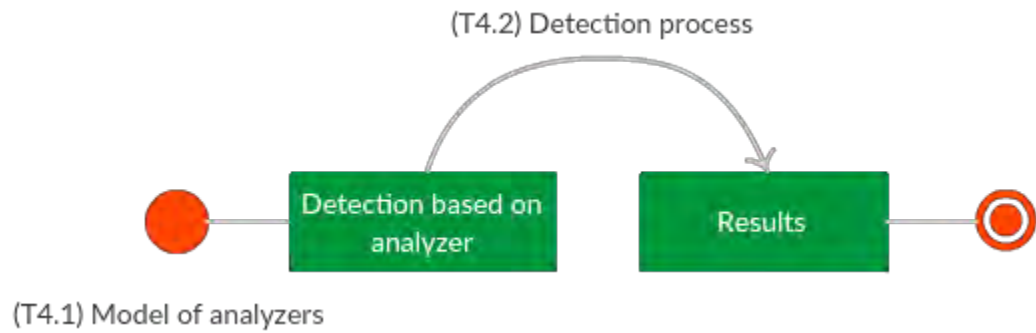 (T4.2) Detection process
Detection based on
analyzer
Results
(T4.1) Model of analyzers